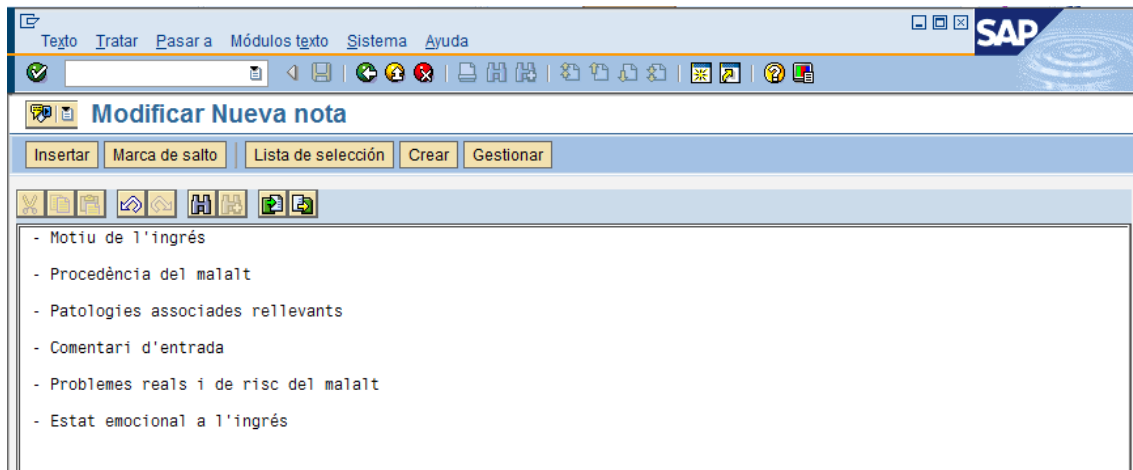 Texto Tratar Pasar a Módulos texto Sistema Ayuda
SAP
Modificar Nueva nota
Insertar Marca de salto Lista de selección Crear Gestionar
- Motiu de l'ingrés
- Procedència del malalt
- Patologies associades rellevants
- Comentari d'entrada
- Problemes reals i de risc del malalt
- Estat emocional a l'ingrés